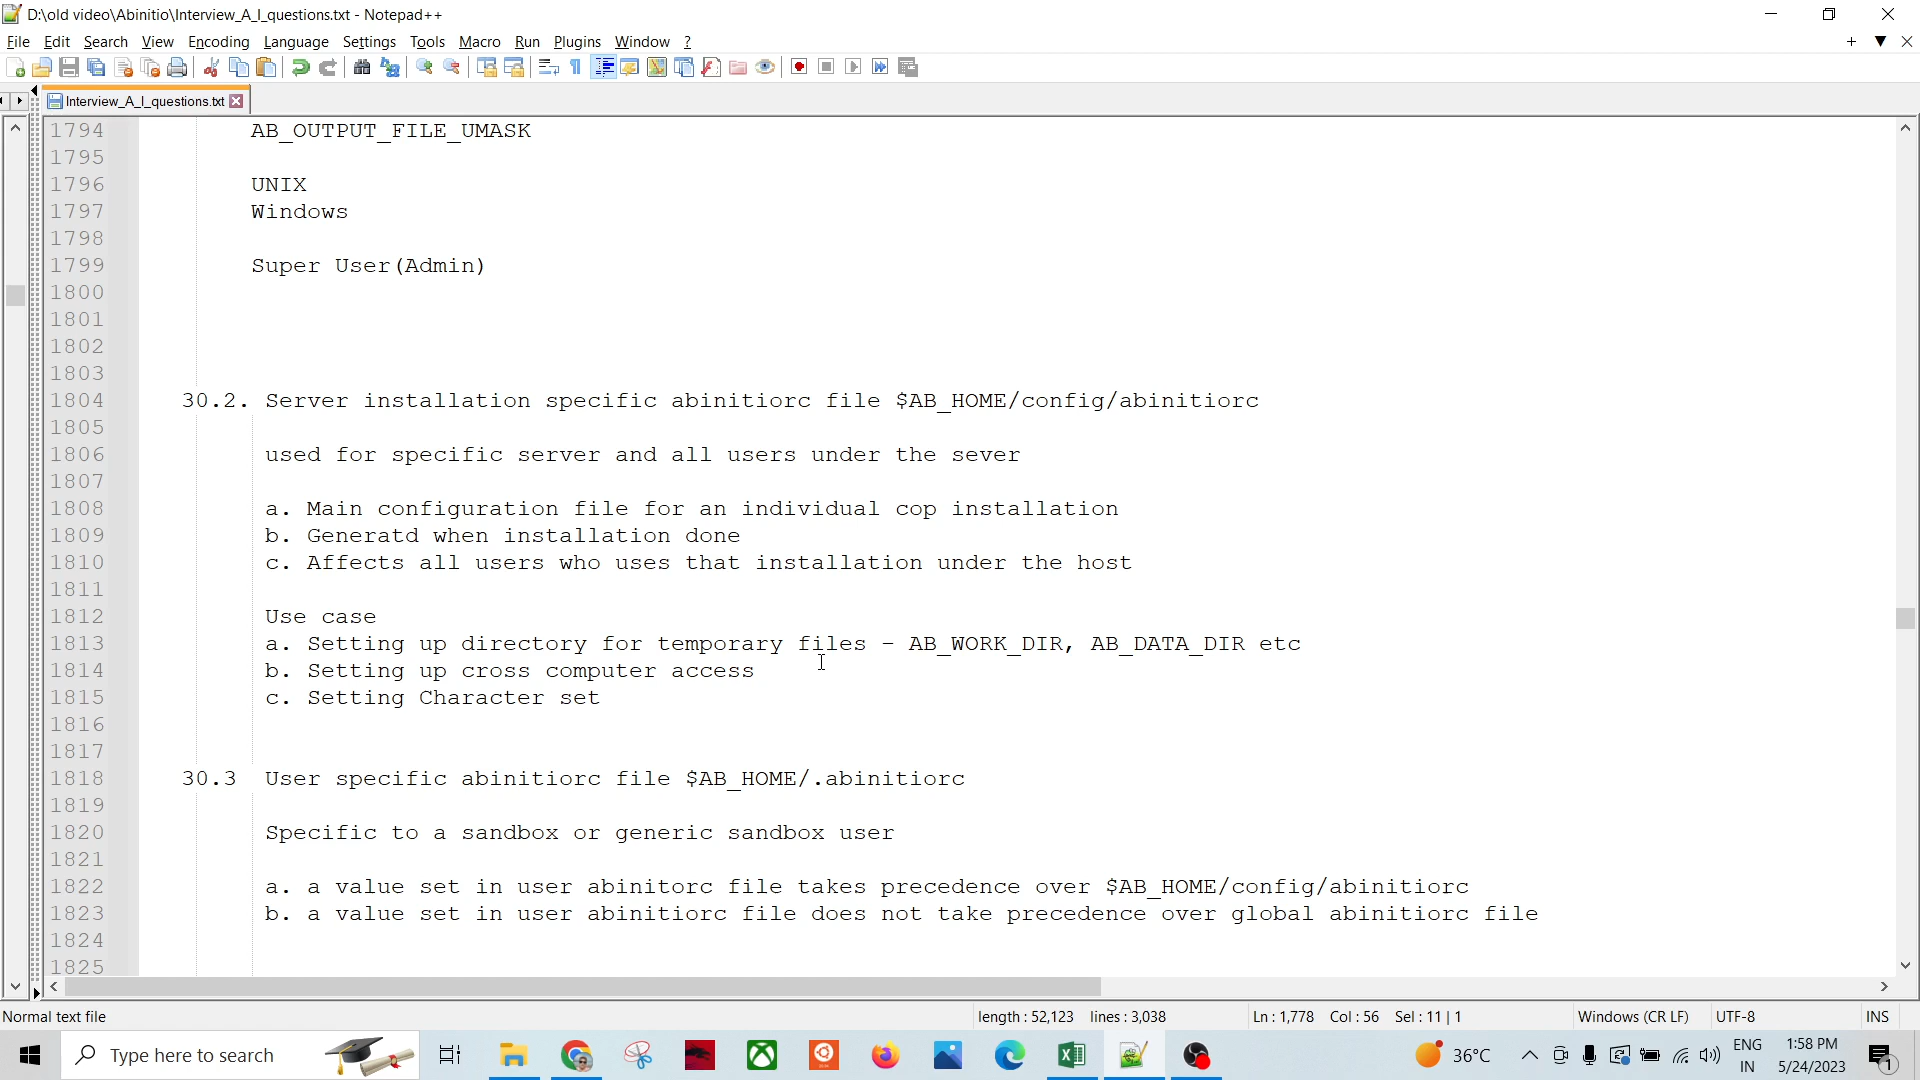 D:\old video\Abinitio\Interview_A_I_questions.txt - Notepad++
File Edit Search View Encoding Language Settings Tools Macro Run Plugins Window ?
Interview_A_I_questions.txt
1794 AB_OUTPUT_FILE_UMASK
1795
1796 UNIX
1797 Windows
1798
1799 Super User(Admin)
1800
1801
1802
1803
1804 30.2. Server installation specific abinitiorc file $AB_HOME/config/abinitiorc
1805
1806 used for specific server and all users under the sever
1807
1808 a. Main configuration file for an individual cop installation
1809 b. Generatd when installation done
1810 c. Affects all users who uses that installation under the host
1811
1812 Use case
1813 a. Setting up directory for temporary files - AB_WORK_DIR, AB_DATA_DIR etc
1814 b. Setting up cross computer access
1815 c. Setting Character set
1816
1817
1818 30.3 User specific abinitiorc file $AB_HOME/.abinitiorc
1819
1820 Specific to a sandbox or generic sandbox user
1821
1822 a. a value set in user abinitorc file takes precedence over $AB_HOME/config/abinitiorc
1823 b. a value set in user abinitiorc file does not take precedence over global abinitiorc file
1824
1825
Normal text file length : 52,123 lines : 3,038 Ln : 1,778 Col : 56 Sel : 11 | 1 Windows (CR LF) UTF-8 INS
Type here to search 36°C ENG IN 1:58 PM 5/24/2023 1